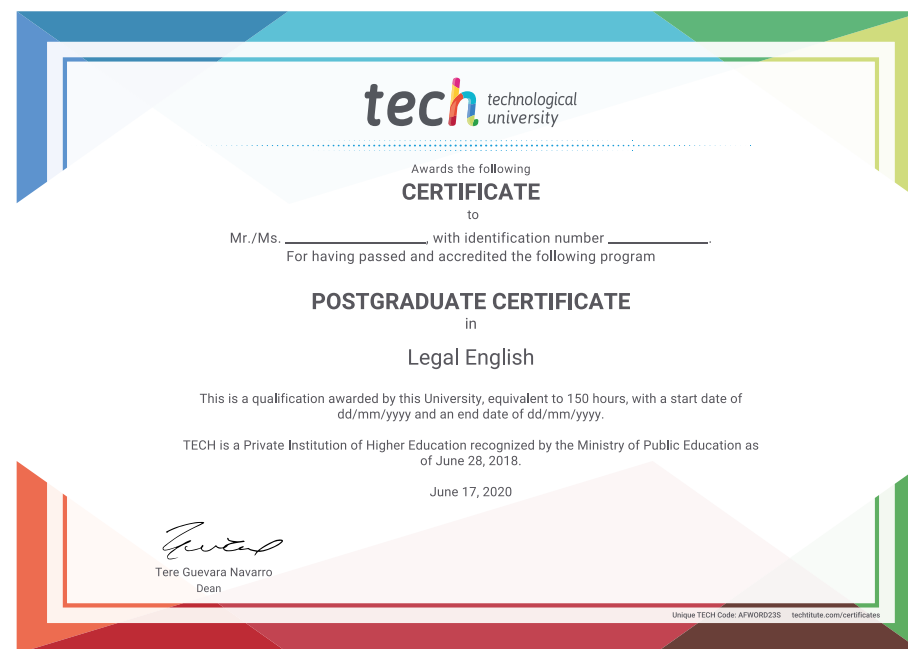 tech technological
university
Awards the following
CERTIFICATE
to
Mr./Ms. ____________________, with identification number ______________.
For having passed and accredited the following program
POSTGRADUATE CERTIFICATE
in
Legal English
This is a qualification awarded by this University, equivalent to 150 hours, with a start date of
dd/mm/yyyy and an end date of dd/mm/yyyy.
TECH is a Private Institution of Higher Education recognized by the Ministry of Public Education as
of June 28, 2018.
June 17, 2020
Tere Guevara Navarro
Dean
Unique TECH Code: AFWORD23S techtitute.com/certificates